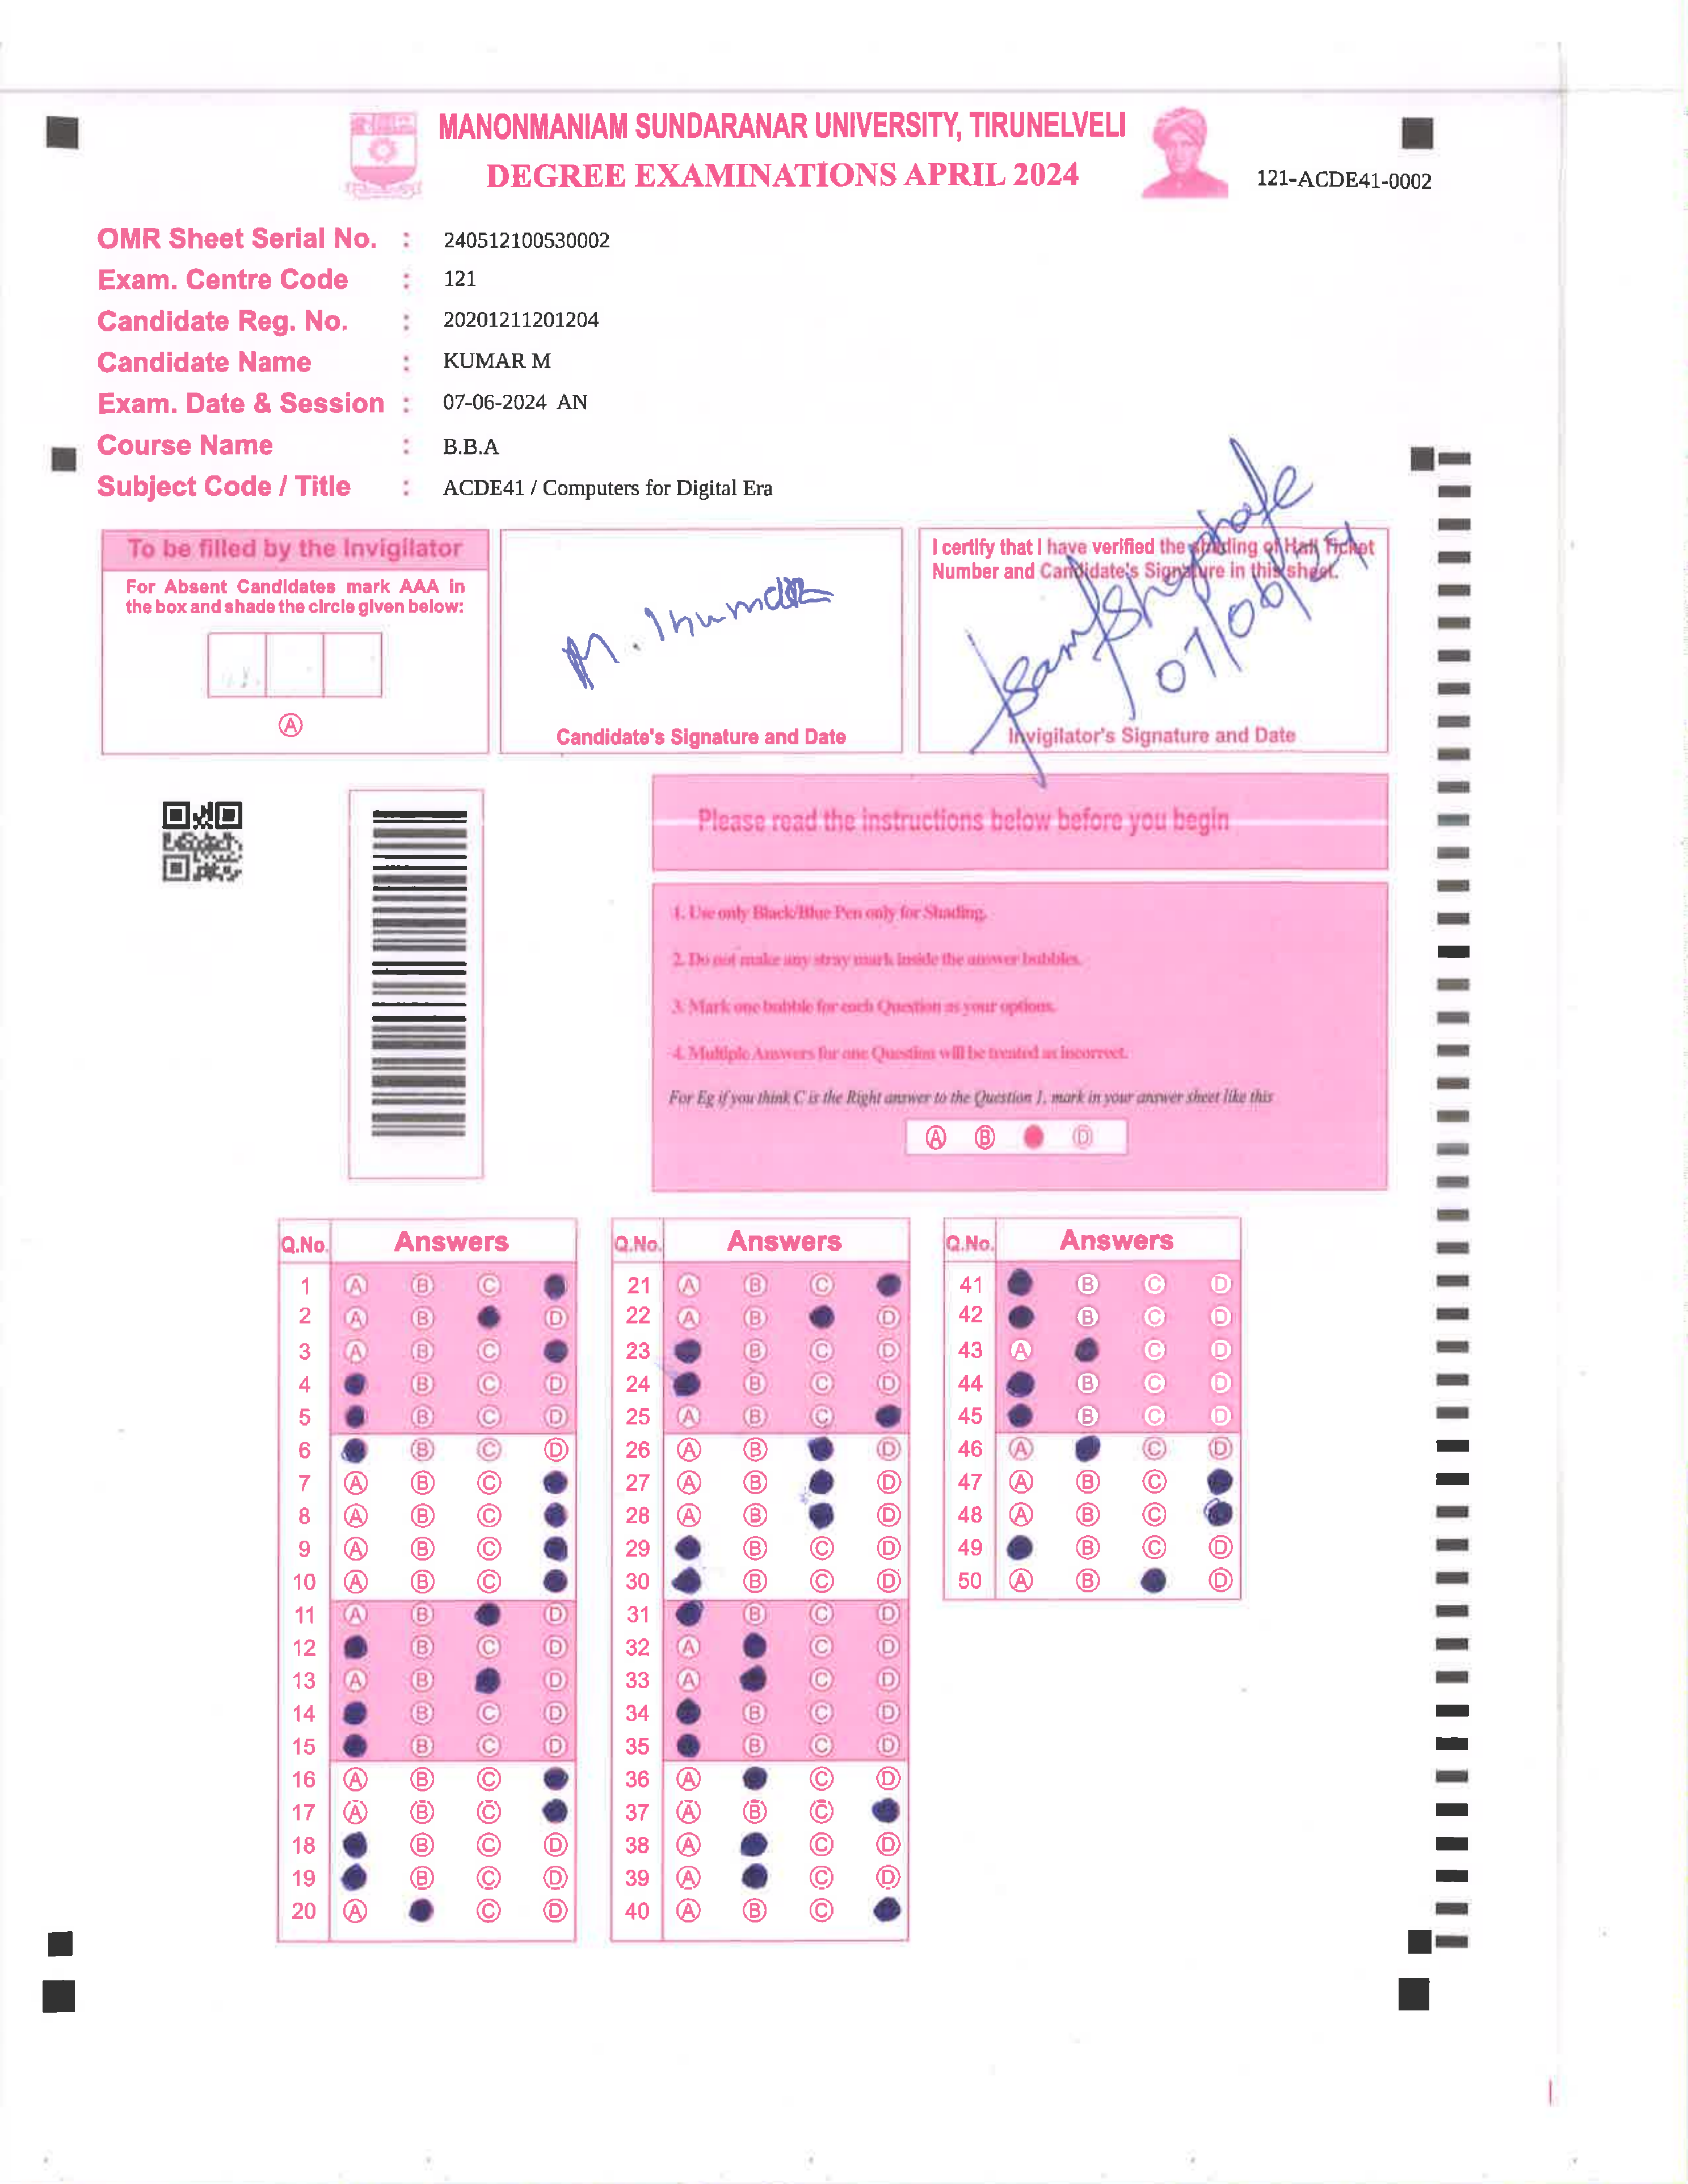 MANONMANIAM SUNDARANAR UNIVERSITY, TIRUNELVELI
DEGREE EXAMINATIONS APRIL 2024
121-ACDE41-0002
OMR Sheet Serial No. : 240512100530002
Exam. Centre Code : 121
Candidate Reg. No. : 20201211201204
Candidate Name : KUMAR M
Exam. Date & Session : 07-06-2024 AN
Course Name : B.B.A
Subject Code / Title : ACDE41 / Computers for Digital Era
To be filled by the Invigilator
For Absent Candidates mark AAA in
the box and shade the circle given below:
A
M.
Candidate's Signature and Date
I certify that I have verified the shading of Hall Ticket
Number and Candidate's Signature in this sheet.
07/06/24
Invigilator's Signature and Date
Please read the instructions below before you begin
1. Use only Black/Blue Pen only for Shading.
2. Do not make any stray mark inside the answer bubbles.
3. Mark one bubble for each Question as your options.
4. Multiple Answers for one Question will be treated as incorrect.
For Eg if you think C is the Right answer to the Question 1, mark in your answer sheet like this
A B D
Q.No. Answers
1 A B C
2 A B D
3 A B C
4 B C D
5 B C D
6 B C D
7 A B C
8 A B C
9 A B C
10 A B C
11 A B D
12 B C D
13 A B D
14 B C D
15 B C D
16 A B C
17 A B C
18 B C D
19 B C D
20 A C D
Q.No. Answers
21 A B C
22 A B D
23 B C D
24 B C D
25 A B C
26 A B D
27 A B D
28 A B D
29 B C D
30 B C D
31 B C D
32 A C D
33 A C D
34 B C D
35 B C D
36 A C D
37 A B C
38 A C D
39 A C D
40 A B C
Q.No. Answers
41 B C D
42 B C D
43 A C D
44 B C D
45 B C D
46 A C D
47 A B C
48 A B C
49 B C D
50 A B D